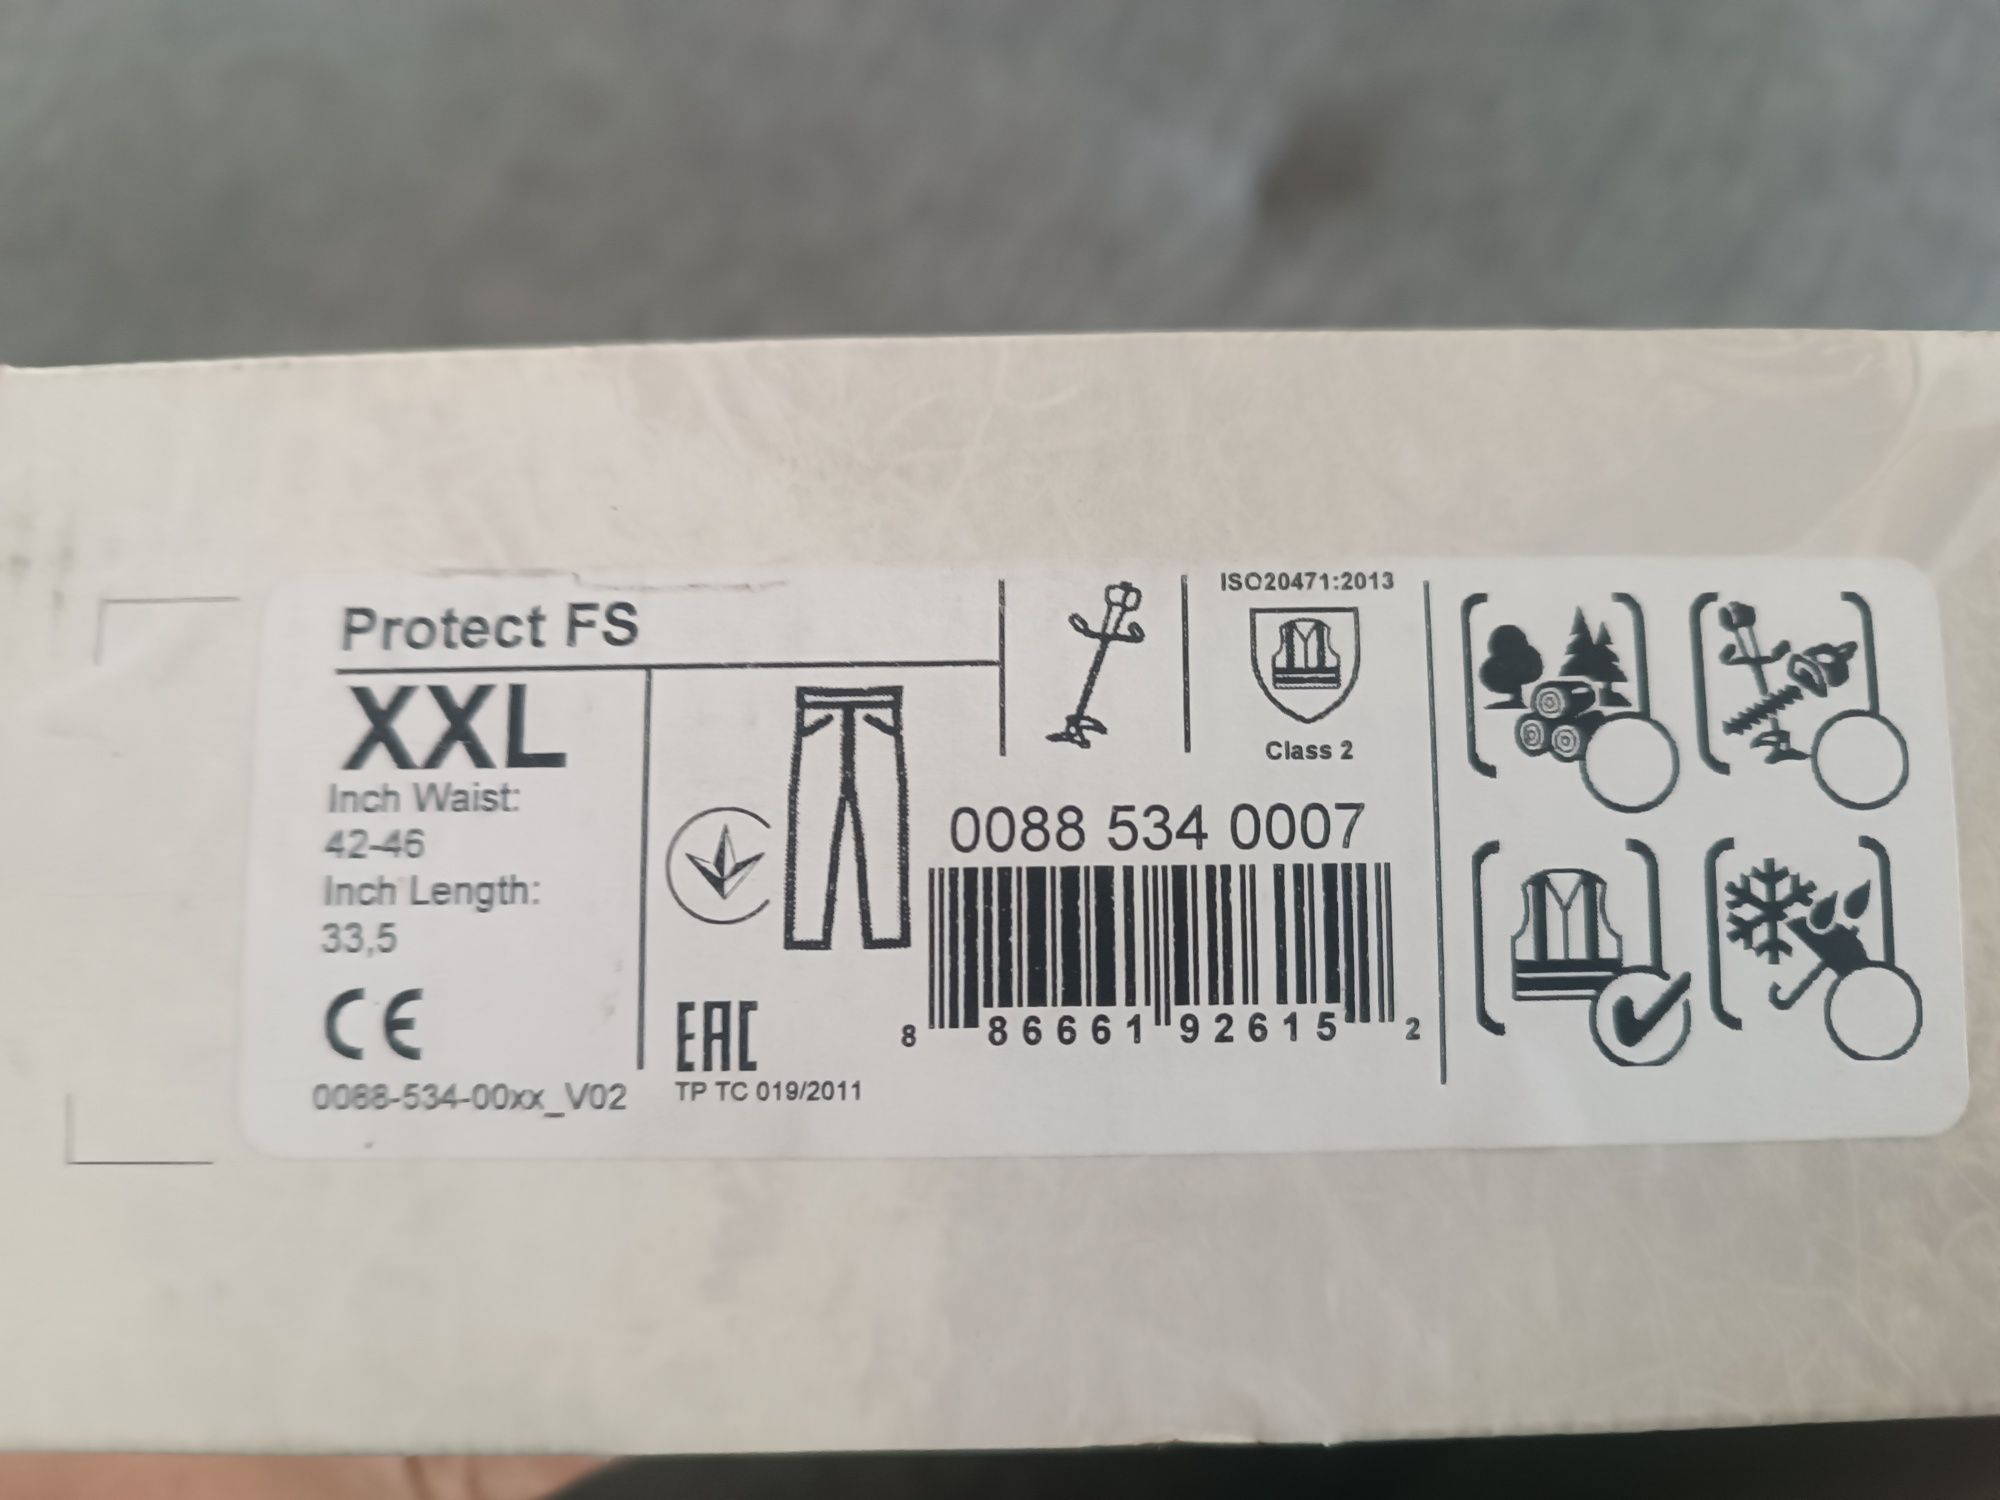 Protect FS
XXL
Inch Waist:
42-46
Inch Length:
33,5
CE
0088-534-00xx_V02
EAC
TP TC 019/2011
ISO20471:2013
Class 2
0088 534 0007
8 86661 92615 2